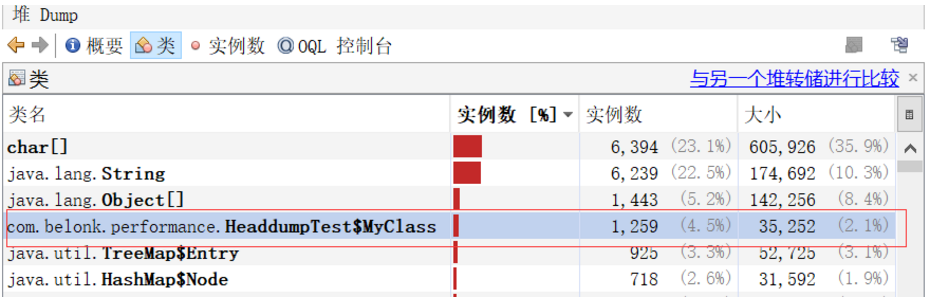 堆 Dump
概要 类 实例数 OQL 控制台
类 与另一个堆转储进行比较
类名 实例数 [%] 实例数 大小
char[] 6,394 (23.1%) 605,926 (35.9%)
java.lang.String 6,239 (22.5%) 174,692 (10.3%)
java.lang.Object[] 1,443 (5.2%) 142,256 (8.4%)
com.belonk.performance.HeaddumpTest$MyClass 1,259 (4.5%) 35,252 (2.1%)
java.util.TreeMap$Entry 925 (3.3%) 52,725 (3.1%)
java.util.HashMap$Node 718 (2.6%) 31,592 (1.9%)